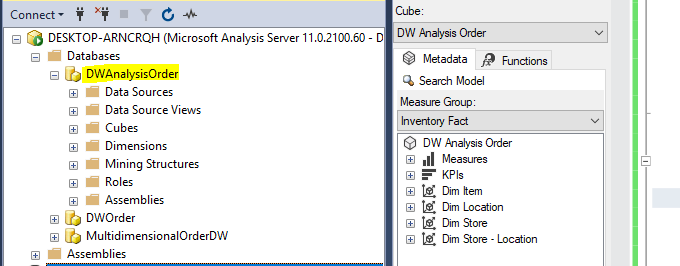 Connect
DESKTOP-ARNCRQH (Microsoft Analysis Server 11.0.2100.60 - D
Databases
DWAnalysisOrder
Data Sources
Data Source Views
Cubes
Dimensions
Mining Structures
Roles
Assemblies
DWOrder
MultidimensionalOrderDW
Assemblies
Cube:
DW Analysis Order
Metadata
Functions
Search Model
Measure Group:
Inventory Fact
DW Analysis Order
Measures
KPIs
Dim Item
Dim Location
Dim Store
Dim Store - Location